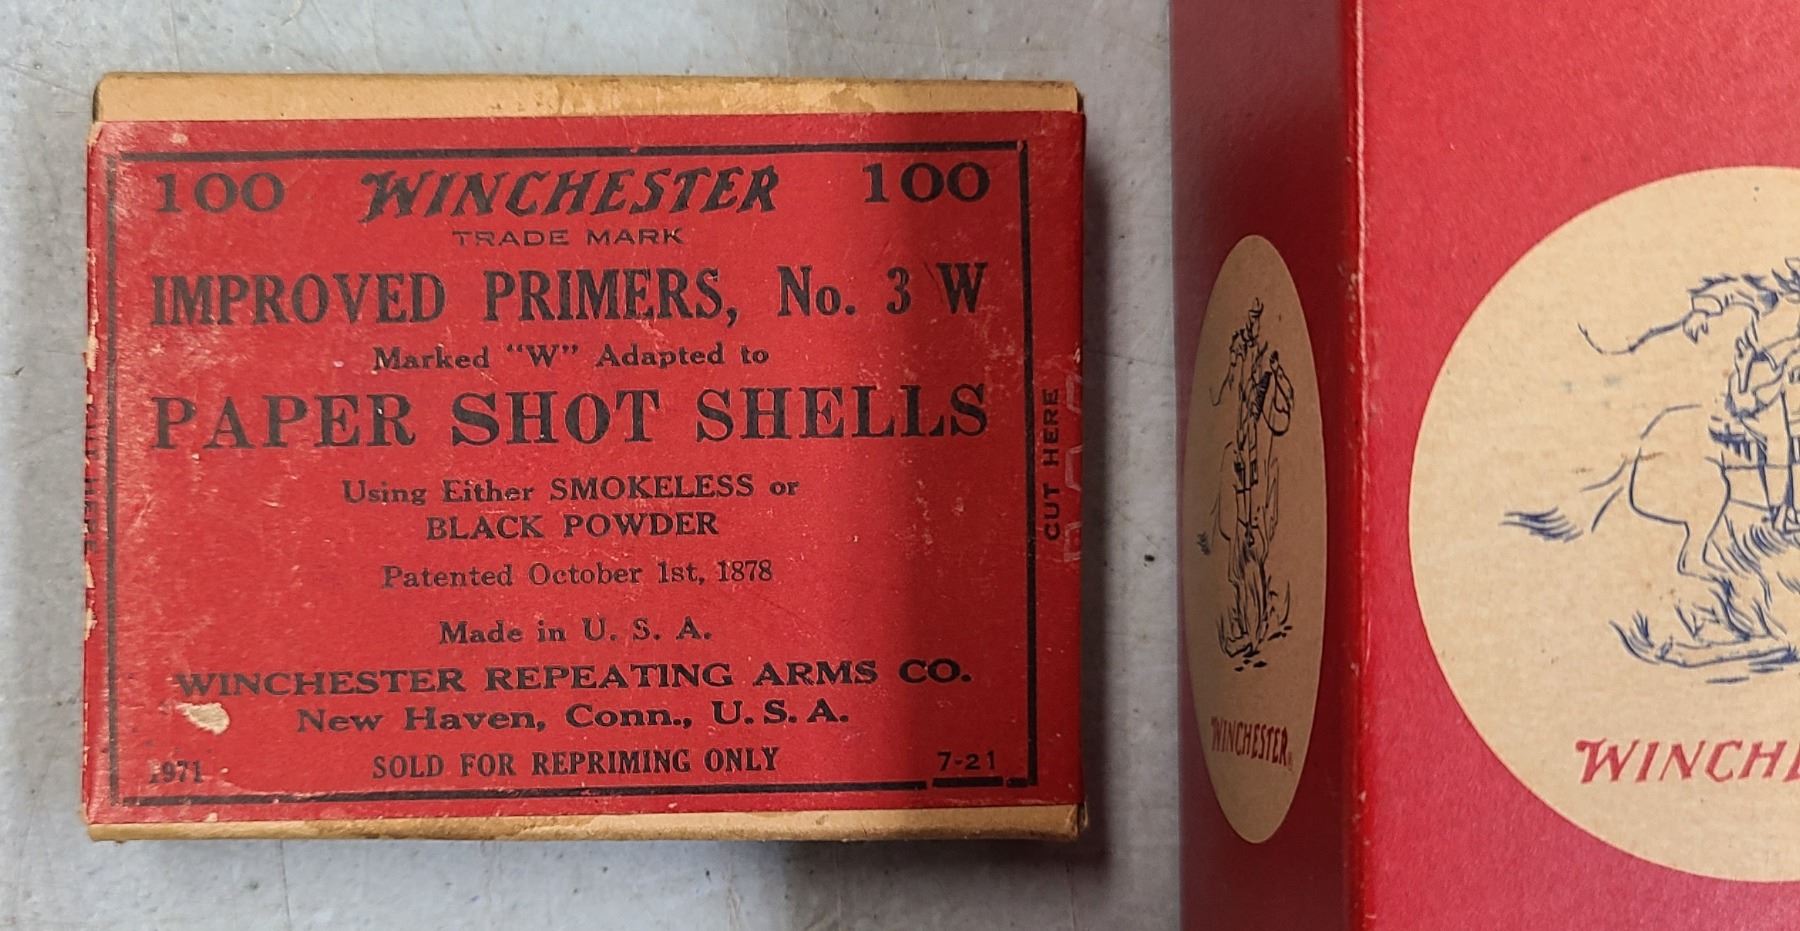 100 WINCHESTER 100
TRADE MARK
IMPROVED PRIMERS, No. 3 W
Marked "W" Adapted to
PAPER SHOT SHELLS
Using Either SMOKELESS or
BLACK POWDER
Patented October 1st, 1878
Made in U. S. A.
WINCHESTER REPEATING ARMS CO.
New Haven, Conn., U. S. A.
SOLD FOR REPRIMING ONLY
1971
7-21
CUT HERE
WINCHESTER
WINCHE